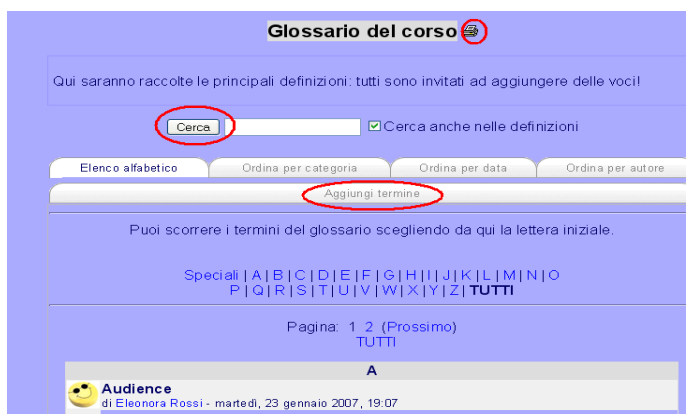 Glossario del corso
Qui saranno raccolte le principali definizioni: tutti sono invitati ad aggiungere delle voci!
Cerca Cerca anche nelle definizioni
Elenco alfabetico Ordina per categoria Ordina per data Ordina per autore
Aggiungi termine
Puoi scorrere i termini del glossario scegliendo da qui la lettera iniziale.
Speciali | A | B | C | D | E | F | G | H | I | J | K | L | M | N | O
P | Q | R | S | T | U | V | W | X | Y | Z | TUTTI
Pagina: 1 2 (Prossimo)
TUTTI
A
Audience
di Eleonora Rossi - martedì, 23 gennaio 2007, 19:07